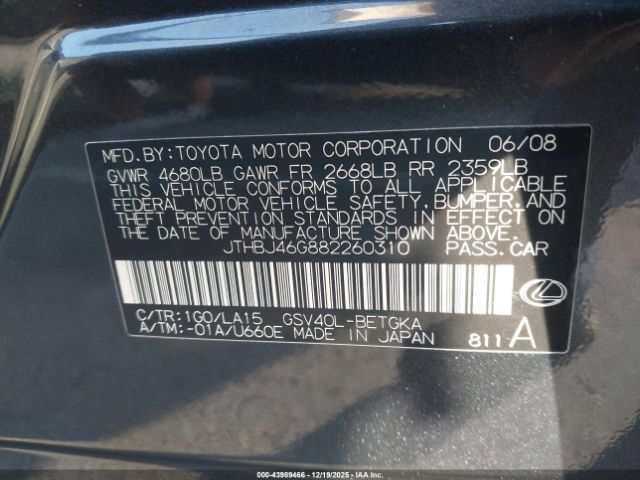 MFD. BY: TOYOTA MOTOR CORPORATION 06/08
GVWR 4680LB GAWR FR 2668LB RR 2359LB
THIS VEHICLE CONFORMS TO ALL APPLICABLE
FEDERAL MOTOR VEHICLE SAFETY, BUMPER, AND
THEFT PREVENTION STANDARDS IN EFFECT ON
THE DATE OF MANUFACTURE SHOWN ABOVE.
JTHBJ46G882260310 PASS. CAR
C/TR: 1G0/LA15 GSV40L-BETGKA
A/TM: -01A/U660E MADE IN JAPAN 811 A
000-43989466 - 12/19/2025 - IAAI.COM